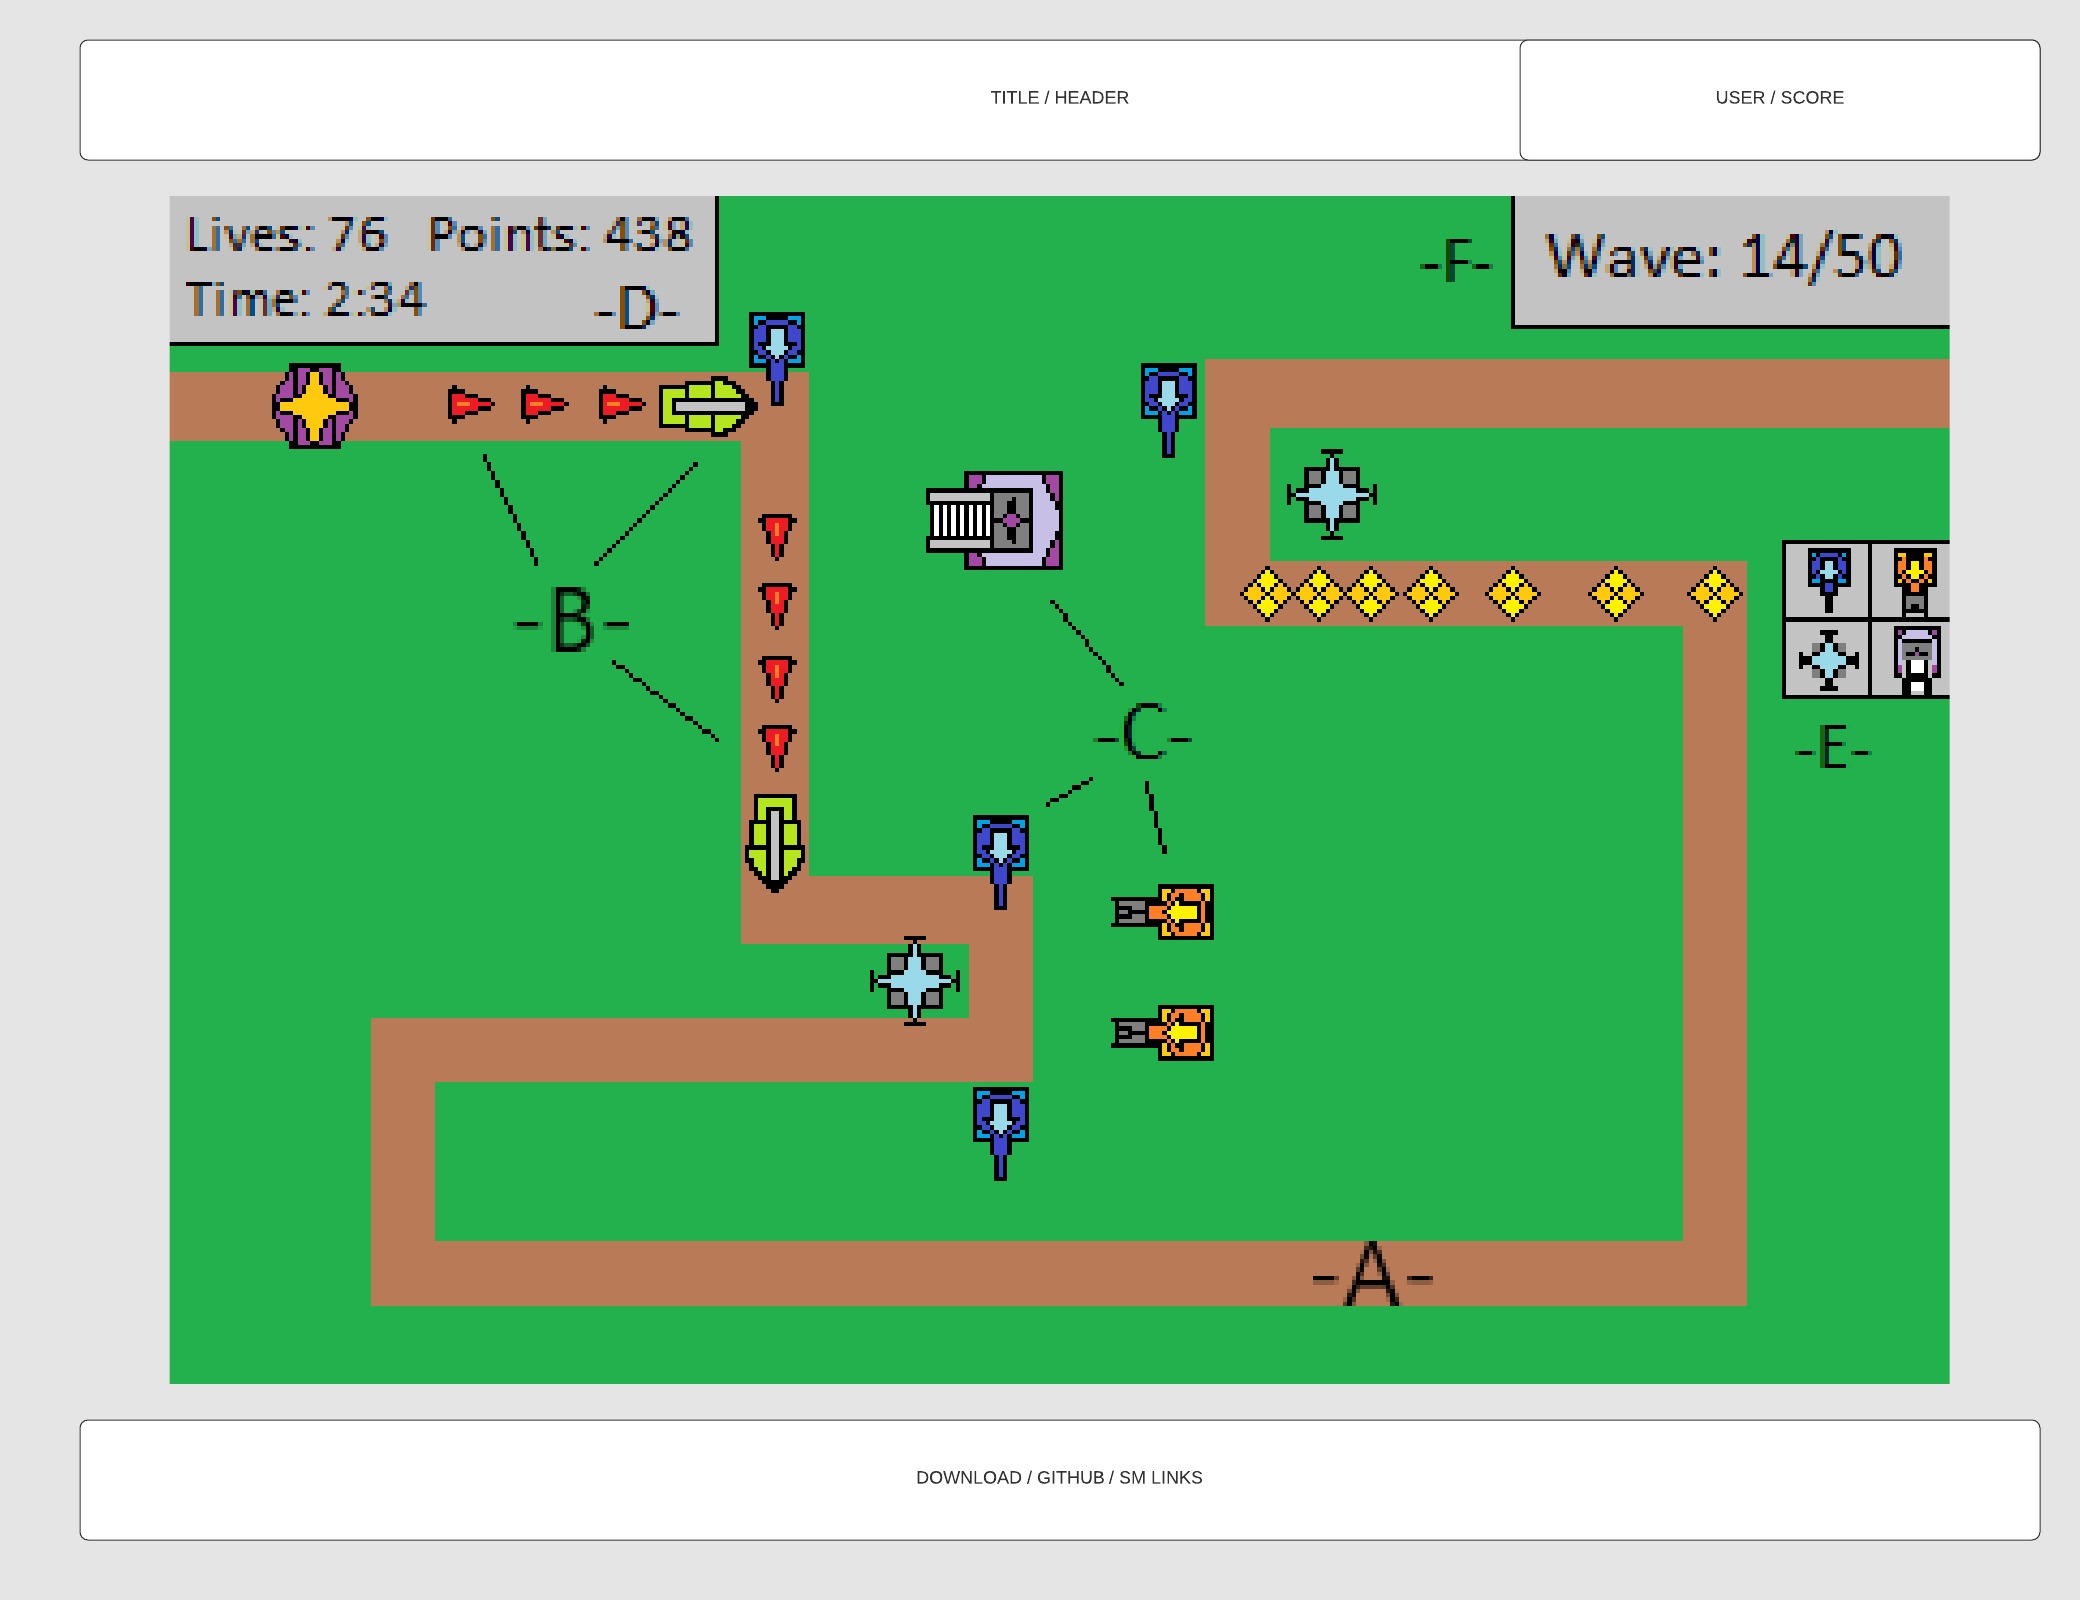 TITLE / HEADER
USER / SCORE
Lives: 76 Points: 438
Time: 2:34 -D-
-F- Wave: 14/50
-B-
-C-
-E-
-A-
DOWNLOAD / GITHUB / SM LINKS